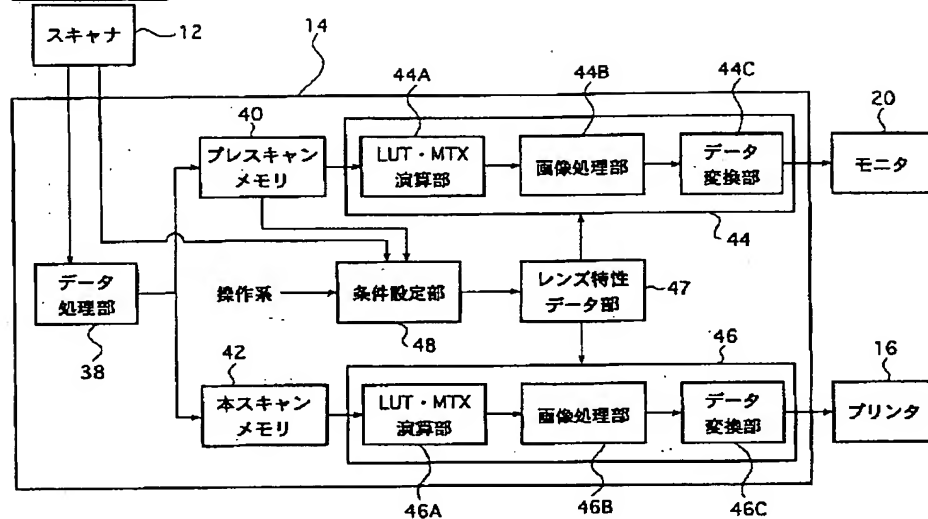 スキャナ
12
14
44A
44B
44C
40
プレスキャン
メモリ
LUT・MTX
演算部
画像処理部
データ
変換部
20
モニタ
44
データ
処理部
38
操作系
条件設定部
48
レンズ特性
データ部
47
42
本スキャン
メモリ
46
LUT・MTX
演算部
画像処理部
データ
変換部
16
プリンタ
46A
46B
46C